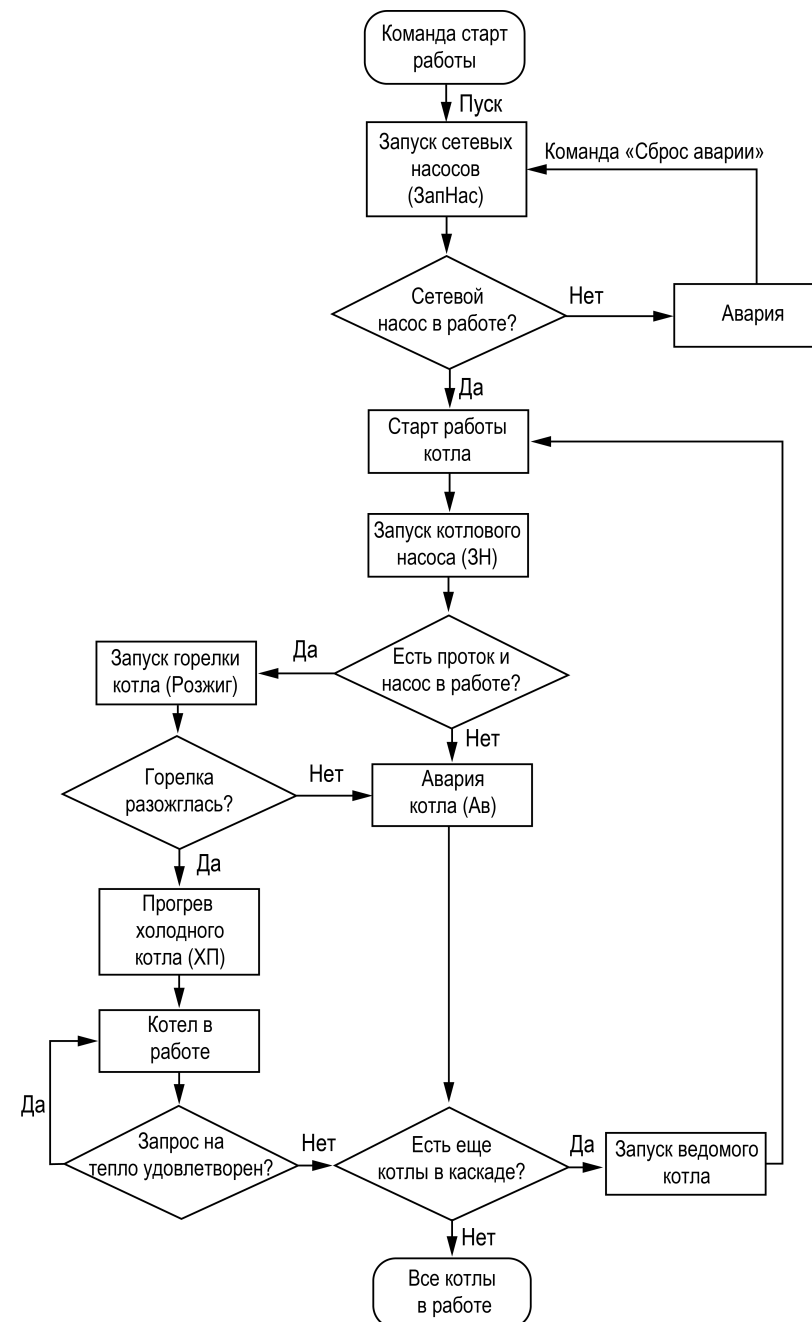 Команда старт
работы
Пуск
Запуск сетевых
насосов
(ЗапНас)
Команда «Сброс аварии»
Сетевой
насос в работе?
Нет
Авария
Да
Старт работы
котла
Запуск котлового
насоса (ЗН)
Есть проток и
насос в работе?
Да
Запуск горелки
котла (Розжиг)
Нет
Горелка
разожглась?
Нет
Авария
котла (Ав)
Да
Прогрев
холодного
котла (ХП)
Котел в
работе
Да
Запрос на
тепло удовлетворен?
Нет
Есть еще
котлы в каскаде?
Да
Запуск ведомого
котла
Нет
Все котлы
в работе